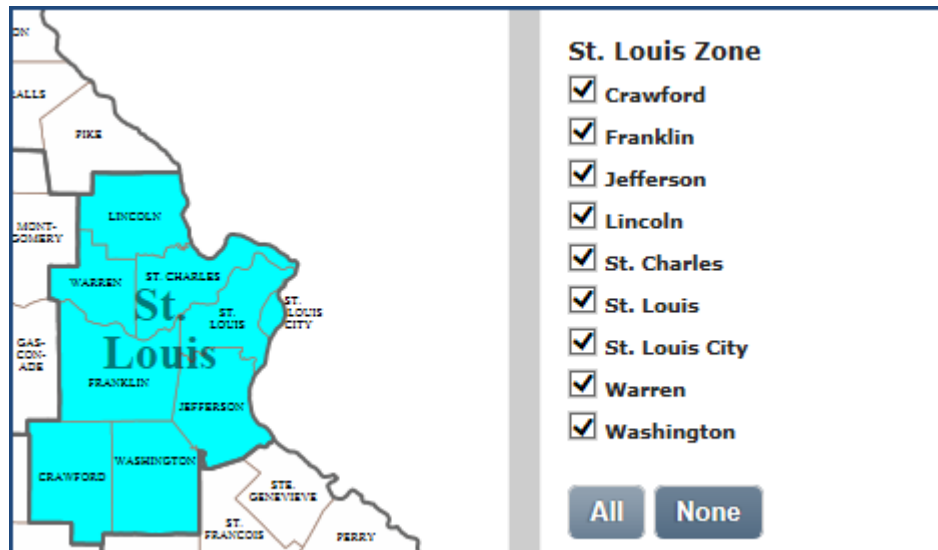 ON
ALLS
PIKE
LINCOLN
MONT-
GOMERY
WARREN
ST. CHARLES
St.
Louis
ST.
LOUIS
ST.
LOUIS
CITY
GAS-
CON-
ADE
FRANKLIN
JEFFERSON
CRAWFORD
WASHINGTON
STE.
GENEVIEVE
ST.
FRANCOIS
PERRY
St. Louis Zone
Crawford
Franklin
Jefferson
Lincoln
St. Charles
St. Louis
St. Louis City
Warren
Washington
All
None